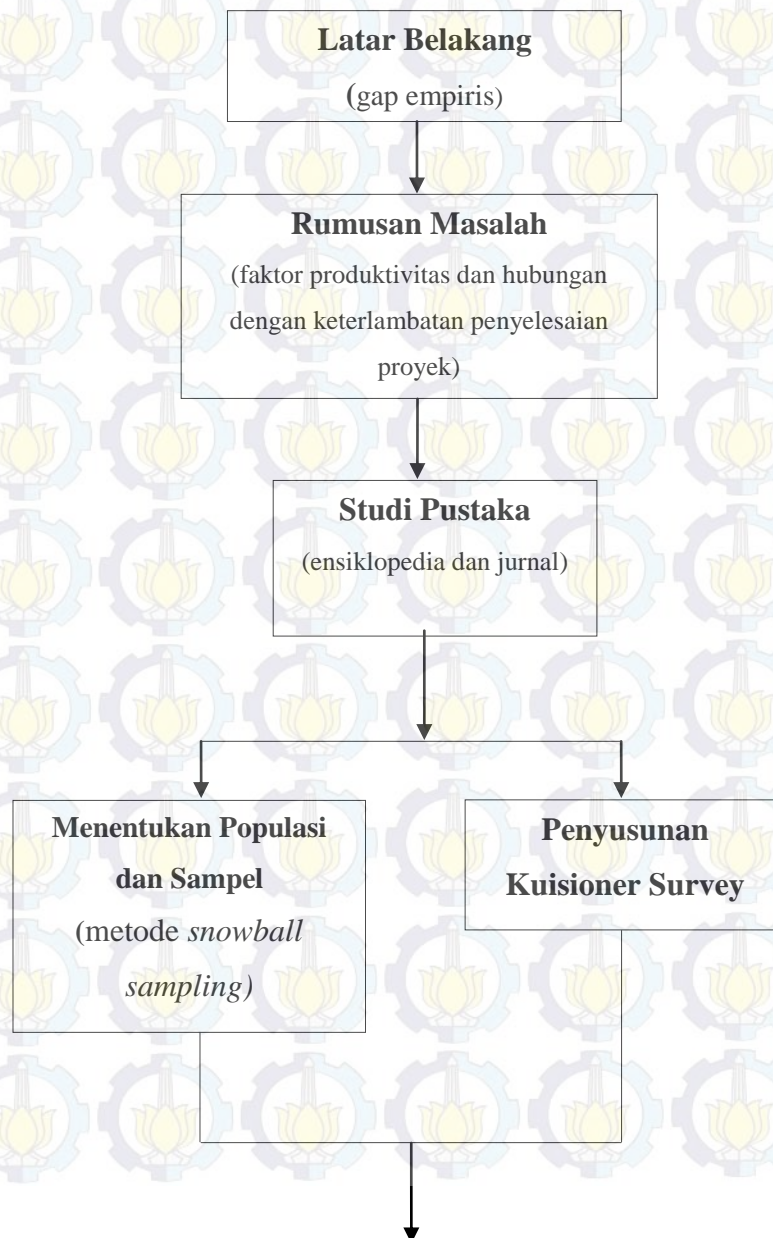 Latar Belakang
(gap empiris)
Rumusan Masalah
(faktor produktivitas dan hubungan
dengan keterlambatan penyelesaian
proyek)
Studi Pustaka
(ensiklopedia dan jurnal)
Menentukan Populasi
dan Sampel
(metode snowball
sampling)
Penyusunan
Kuisioner Survey